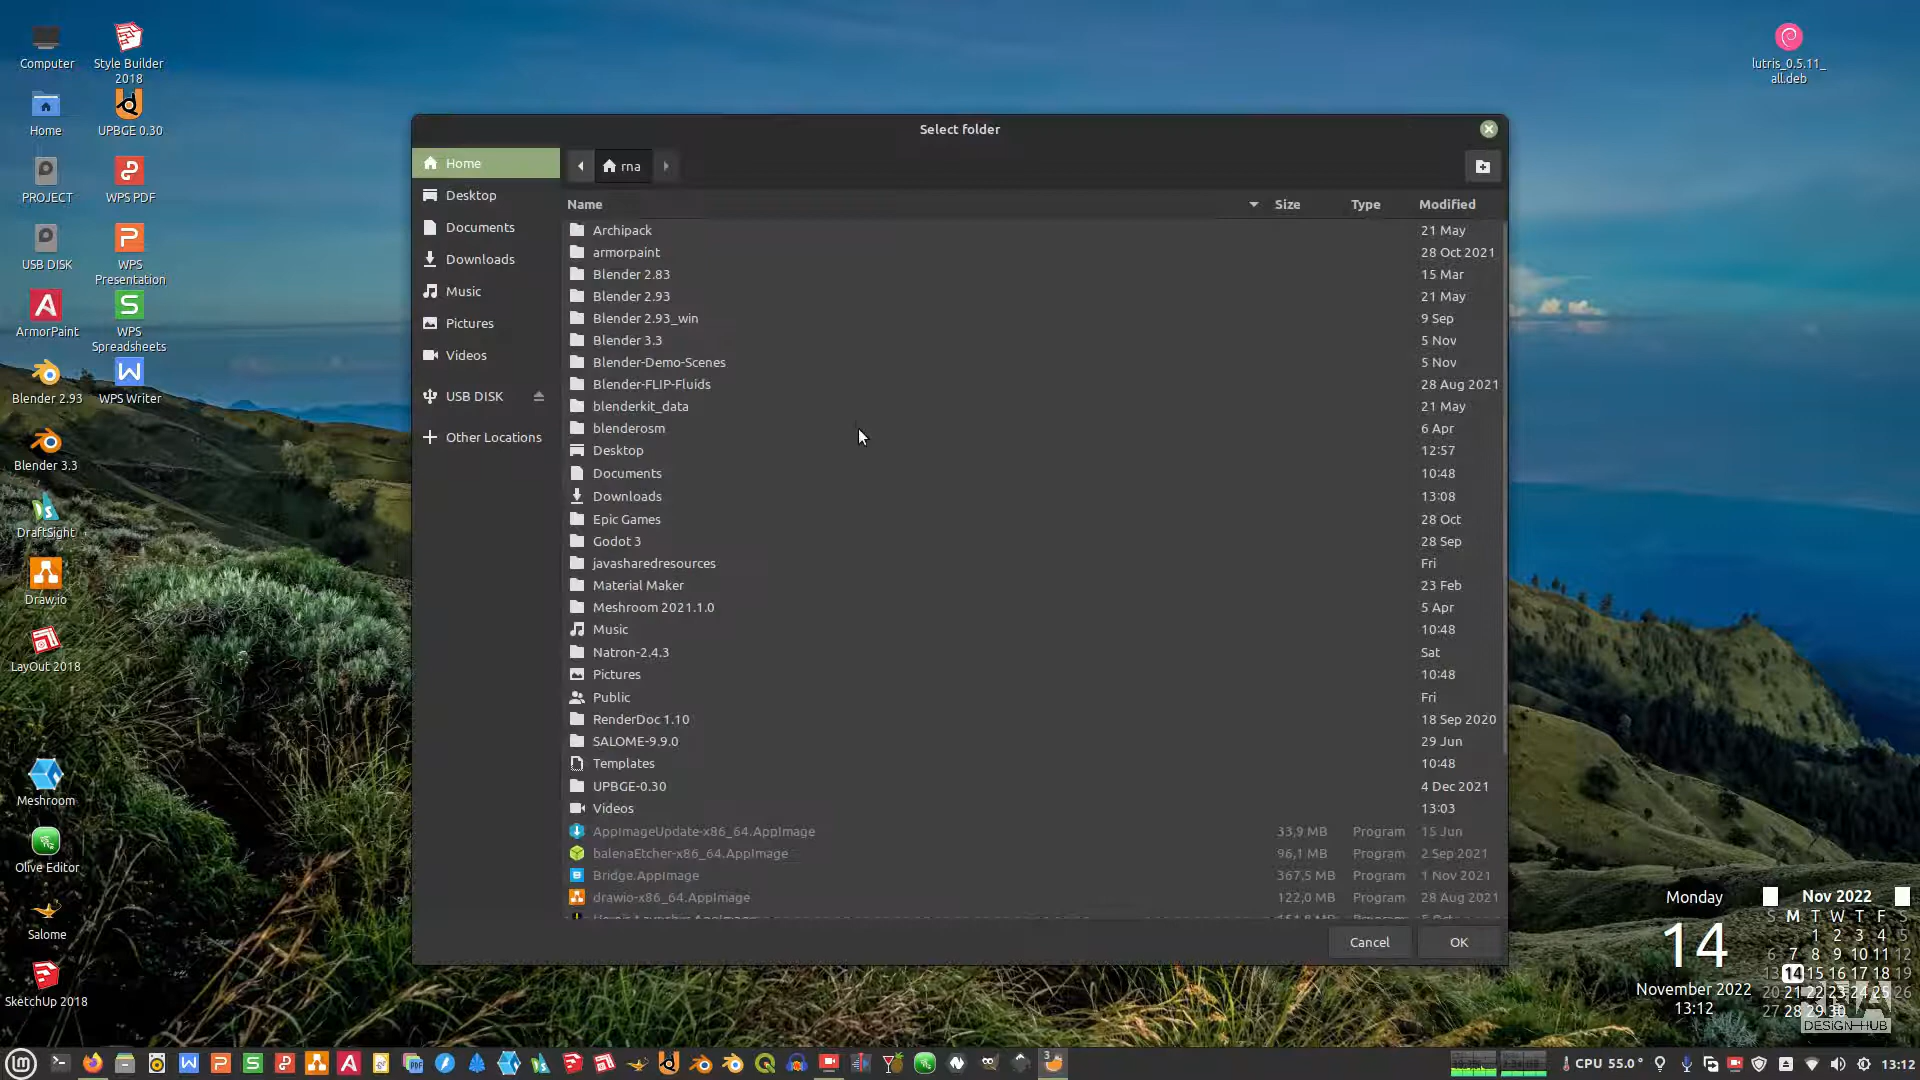 Computer
Style Builder
2018
Home
UPBGE 0.30
PROJECT
WPS PDF
USB DISK
WPS
Presentation
ArmorPaint
WPS
Spreadsheets
Blender 2.93
WPS Writer
Blender 3.3
DraftSight
Draw.io
LayOut 2018
Meshroom
Olive Editor
Salome
SketchUp 2018
lutris_0.5.11_
all.deb
Select folder
Home
Desktop
Documents
Downloads
Music
Pictures
Videos
USB DISK
Other Locations
rna
Name Size Type Modified
Archipack 21 May
armorpaint 28 Oct 2021
Blender 2.83 15 Mar
Blender 2.93 21 May
Blender 2.93_win 9 Sep
Blender 3.3 5 Nov
Blender-Demo-Scenes 5 Nov
Blender-FLIP-Fluids 28 Aug 2021
blenderkit_data 21 May
blenderosm 6 Apr
Desktop 12:57
Documents 10:48
Downloads 13:08
Epic Games 28 Oct
Godot 3 28 Sep
javasharedresources Fri
Material Maker 23 Feb
Meshroom 2021.1.0 5 Apr
Music 10:48
Natron-2.4.3 Sat
Pictures 10:48
Public Fri
RenderDoc 1.10 18 Sep 2020
SALOME-9.9.0 29 Jun
Templates 10:48
UPBGE-0.30 4 Dec 2021
Videos 13:03
AppImageUpdate-x86_64.AppImage 33,9 MB Program 15 Jun
balenaEtcher-x86_64.AppImage 96,1 MB Program 2 Sep 2021
Bridge.AppImage 367,5 MB Program 1 Nov 2021
drawio-x86_64.AppImage 122,0 MB Program 28 Aug 2021
Cancel OK
Monday
14
November 2022
13:12
Nov 2022
S M T W T F S
1 2 3 4 5
6 7 8 9 10 11 12
13 14 15 16 17 18 19
20 21 22 23 24 25 26
27 28 29 30
DESIGN-HUB
CPU 55.0°
13:12